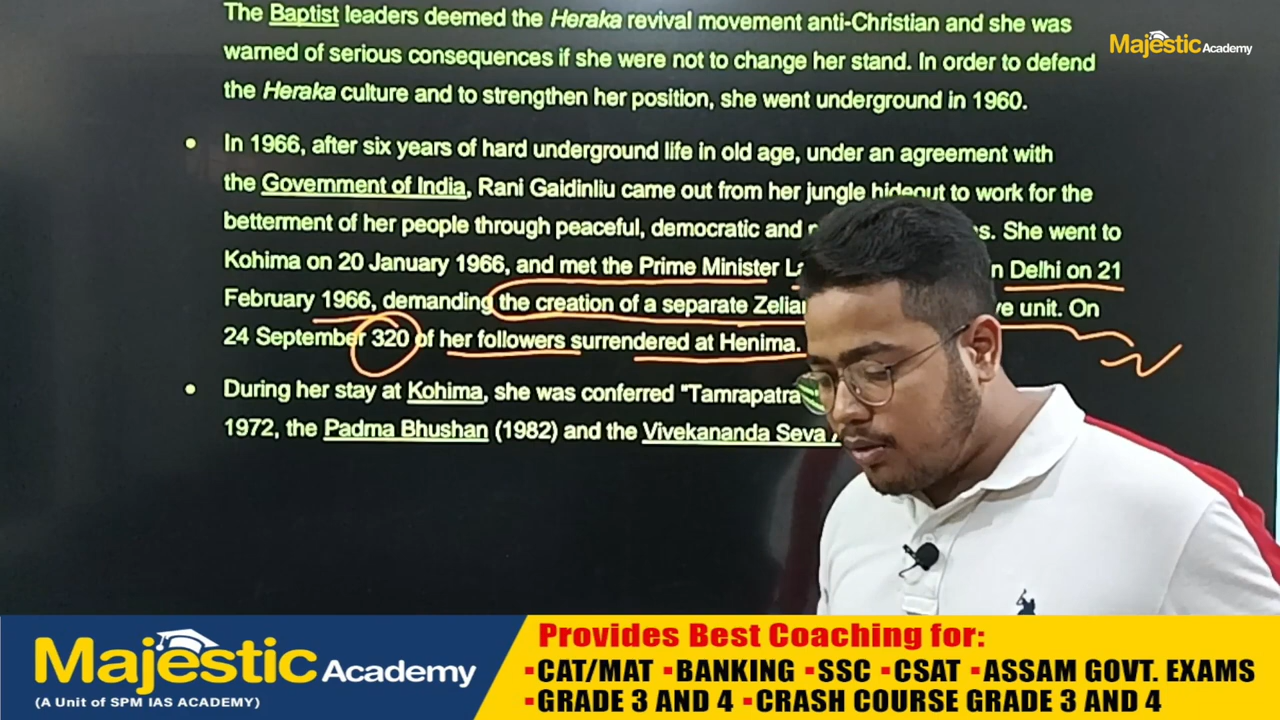 The Baptist leaders deemed the Heraka revival movement anti-Christian and she was
warned of serious consequences if she were not to change her stand. In order to defend
the Heraka culture and to strengthen her position, she went underground in 1960.
Majestic Academy
• In 1966, after six years of hard underground life in old age, under an agreement with
the Government of India, Rani Gaidinliu came out from her jungle hideout to work for the
betterment of her people through peaceful, democratic and She went to
Kohima on 20 January 1966, and met the Prime Minister Delhi on 21
February 1966, demanding the creation of a separate unit. On
24 September 320 of her followers surrendered at Henima.
• During her stay at Kohima, she was conferred "Tamrapatra
1972, the Padma Bhushan (1982) and the Vivekananda Seva
Majestic Academy
(A Unit of SPM IAS ACADEMY)
Provides Best Coaching for:
▪CAT/MAT ▪BANKING ▪SSC ▪CSAT ▪ASSAM GOVT. EXAMS
▪GRADE 3 AND 4 ▪CRASH COURSE GRADE 3 AND 4